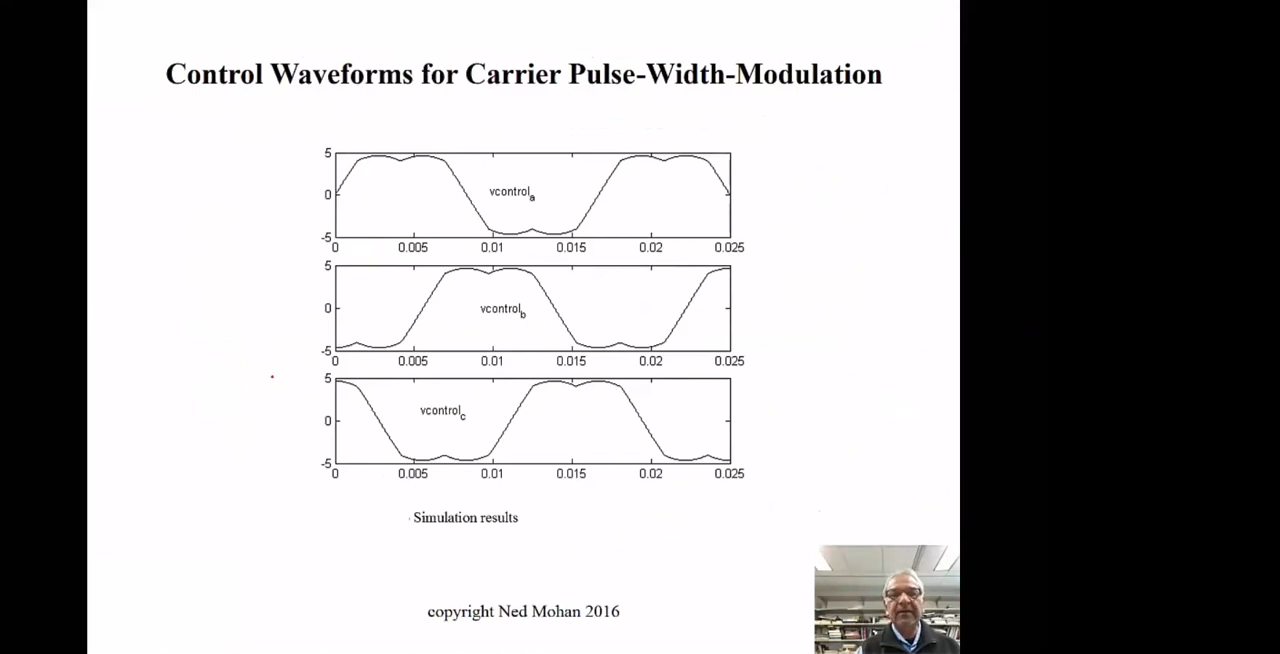 Control Waveforms for Carrier Pulse-Width-Modulation
5
0
-5
vcontrola
0 0.005 0.01 0.015 0.02 0.025
5
0
-5
vcontrolb
0 0.005 0.01 0.015 0.02 0.025
5
0
-5
vcontrolc
0 0.005 0.01 0.015 0.02 0.025
Simulation results
copyright Ned Mohan 2016